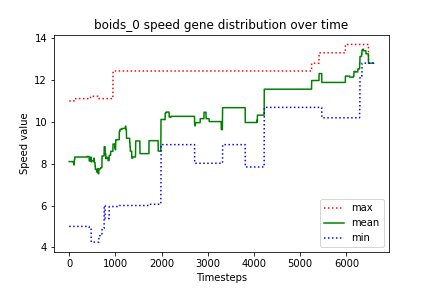 boids_0 speed gene distribution over time
Speed value
14
12
10
8
6
4
0
1000
2000
3000
4000
5000
6000
Timesteps
max
mean
min